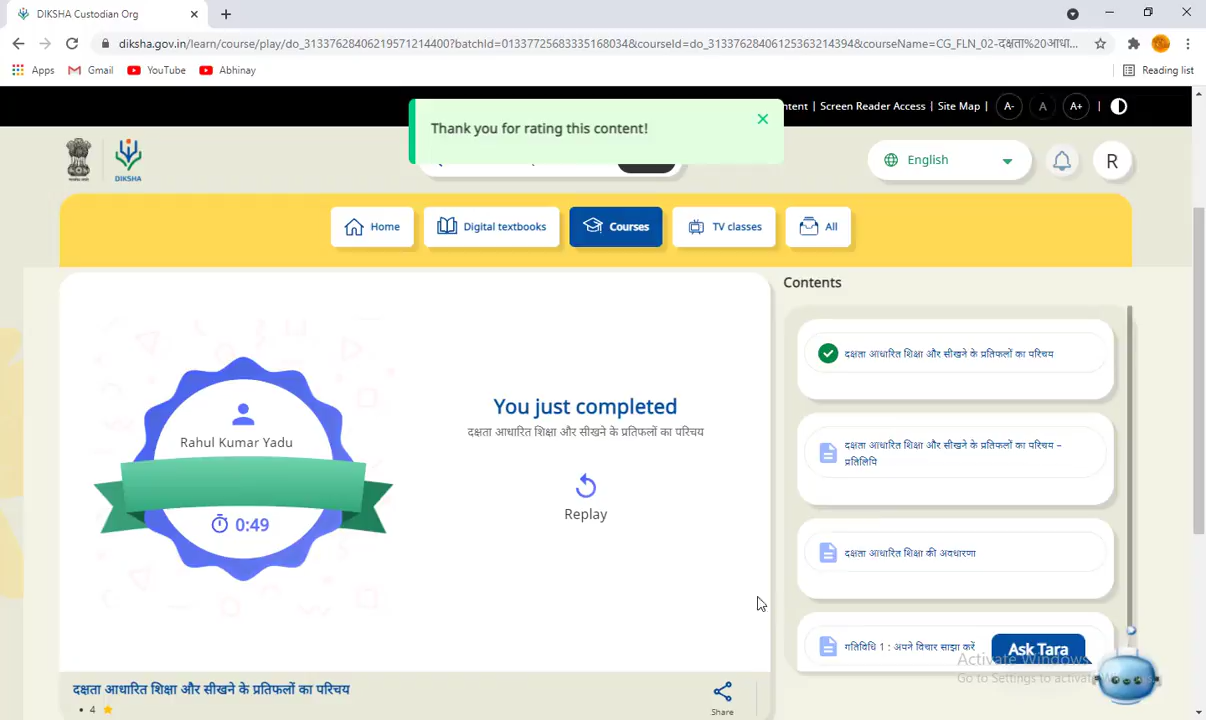 DIKSHA Custodian Org
diksha.gov.in/learn/course/play/do_31337628406219571214400?batchId=01337725683335168034&courseId=do_31337628406125363214394&courseName=CG_FLN_02-दक्षता%20आधा...
Apps
Gmail
YouTube
Abhinay
Reading list
Screen Reader Access | Site Map |
A-
A
A+
|
Thank you for rating this content!
DIKSHA
English
R
Home
Digital textbooks
Courses
TV classes
All
Contents
Rahul Kumar Yadu
0:49
You just completed
दक्षता आधारित शिक्षा और सीखने के प्रतिफलों का परिचय
Replay
दक्षता आधारित शिक्षा और सीखने के प्रतिफलों का परिचय
दक्षता आधारित शिक्षा और सीखने के प्रतिफलों का परिचय –
प्रतिलिपि
दक्षता आधारित शिक्षा की अवधारणा
गतिविधि 1 : अपने विचार साझा करें
Ask Tara
Activate Windows
Go to Settings to activate
दक्षता आधारित शिक्षा और सीखने के प्रतिफलों का परिचय
• 4
Share